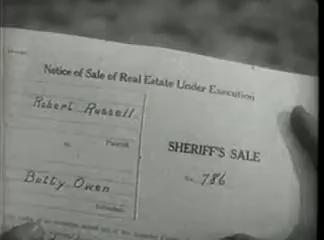 Notice of Sale of Real Estate Under Execution
Robert Russell
vs. Plaintiff
Betty Owen
Defendant
SHERIFF'S SALE
No. 786